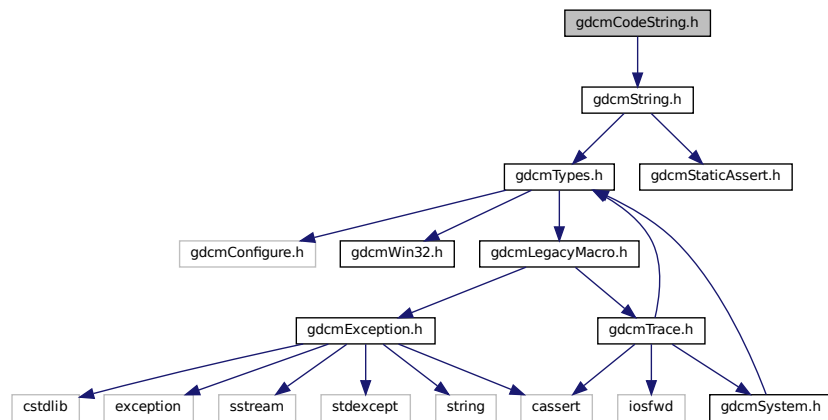 gdcmCodeString.h
gdcmString.h
gdcmTypes.h
gdcmStaticAssert.h
gdcmConfigure.h
gdcmWin32.h
gdcmLegacyMacro.h
gdcmException.h
gdcmTrace.h
cstdlib
exception
sstream
stdexcept
string
cassert
iosfwd
gdcmSystem.h